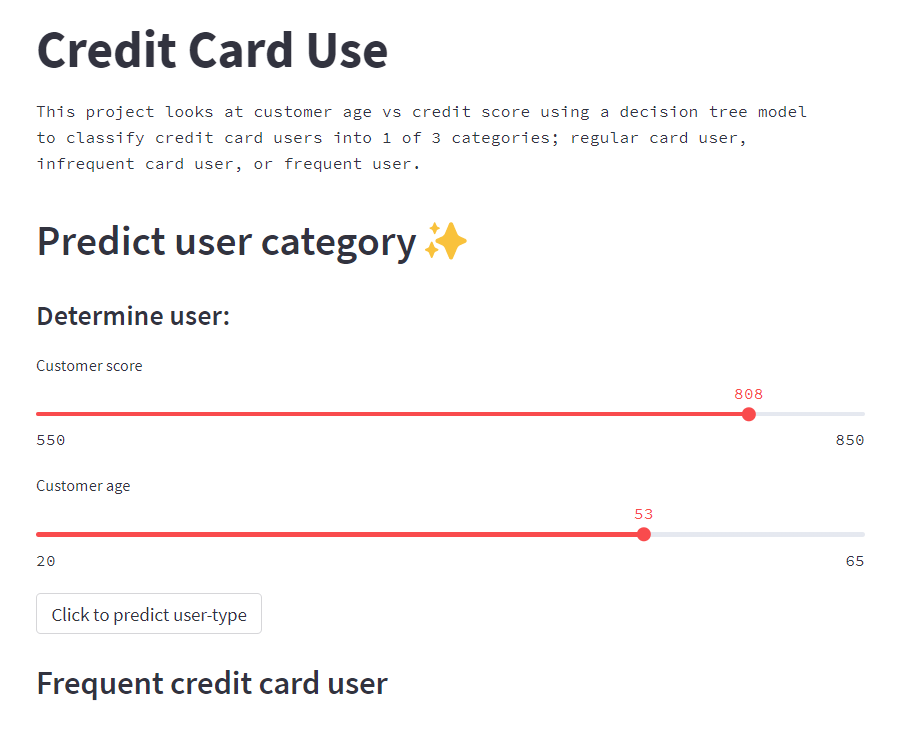 Credit Card Use
This project looks at customer age vs credit score using a decision tree model
to classify credit card users into 1 of 3 categories; regular card user,
infrequent card user, or frequent user.
Predict user category ✨
Determine user:
Customer score
808
550 850
Customer age
53
20 65
Click to predict user-type
Frequent credit card user